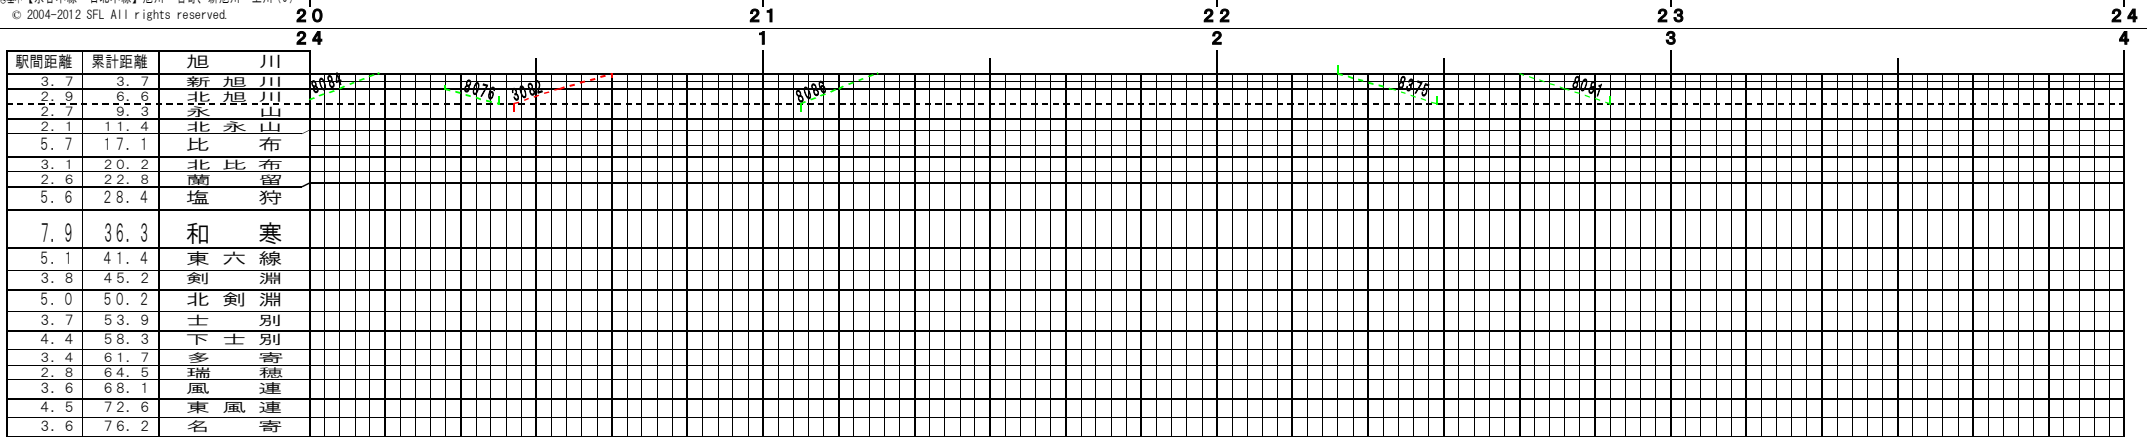 © 2004-2012 SFL All rights reserved.
20 21 22 23 24
24 1 2 3 4
駅間距離 累計距離 旭川
3.7 3.7 新旭川
2.9 6.6 北旭川
2.7 9.3 永山
2.1 11.4 北永山
5.7 17.1 比布
3.1 20.2 北比布
2.6 22.8 蘭留
5.6 28.4 塩狩
7.9 36.3 和寒
5.1 41.4 東六線
3.8 45.2 剣淵
5.0 50.2 北剣淵
3.7 53.9 士別
4.4 58.3 下士別
3.4 61.7 多寄
2.8 64.5 瑞穂
3.6 68.1 風連
4.5 72.6 東風連
3.6 76.2 名寄
8084
8076
3082
8088
8375
8081